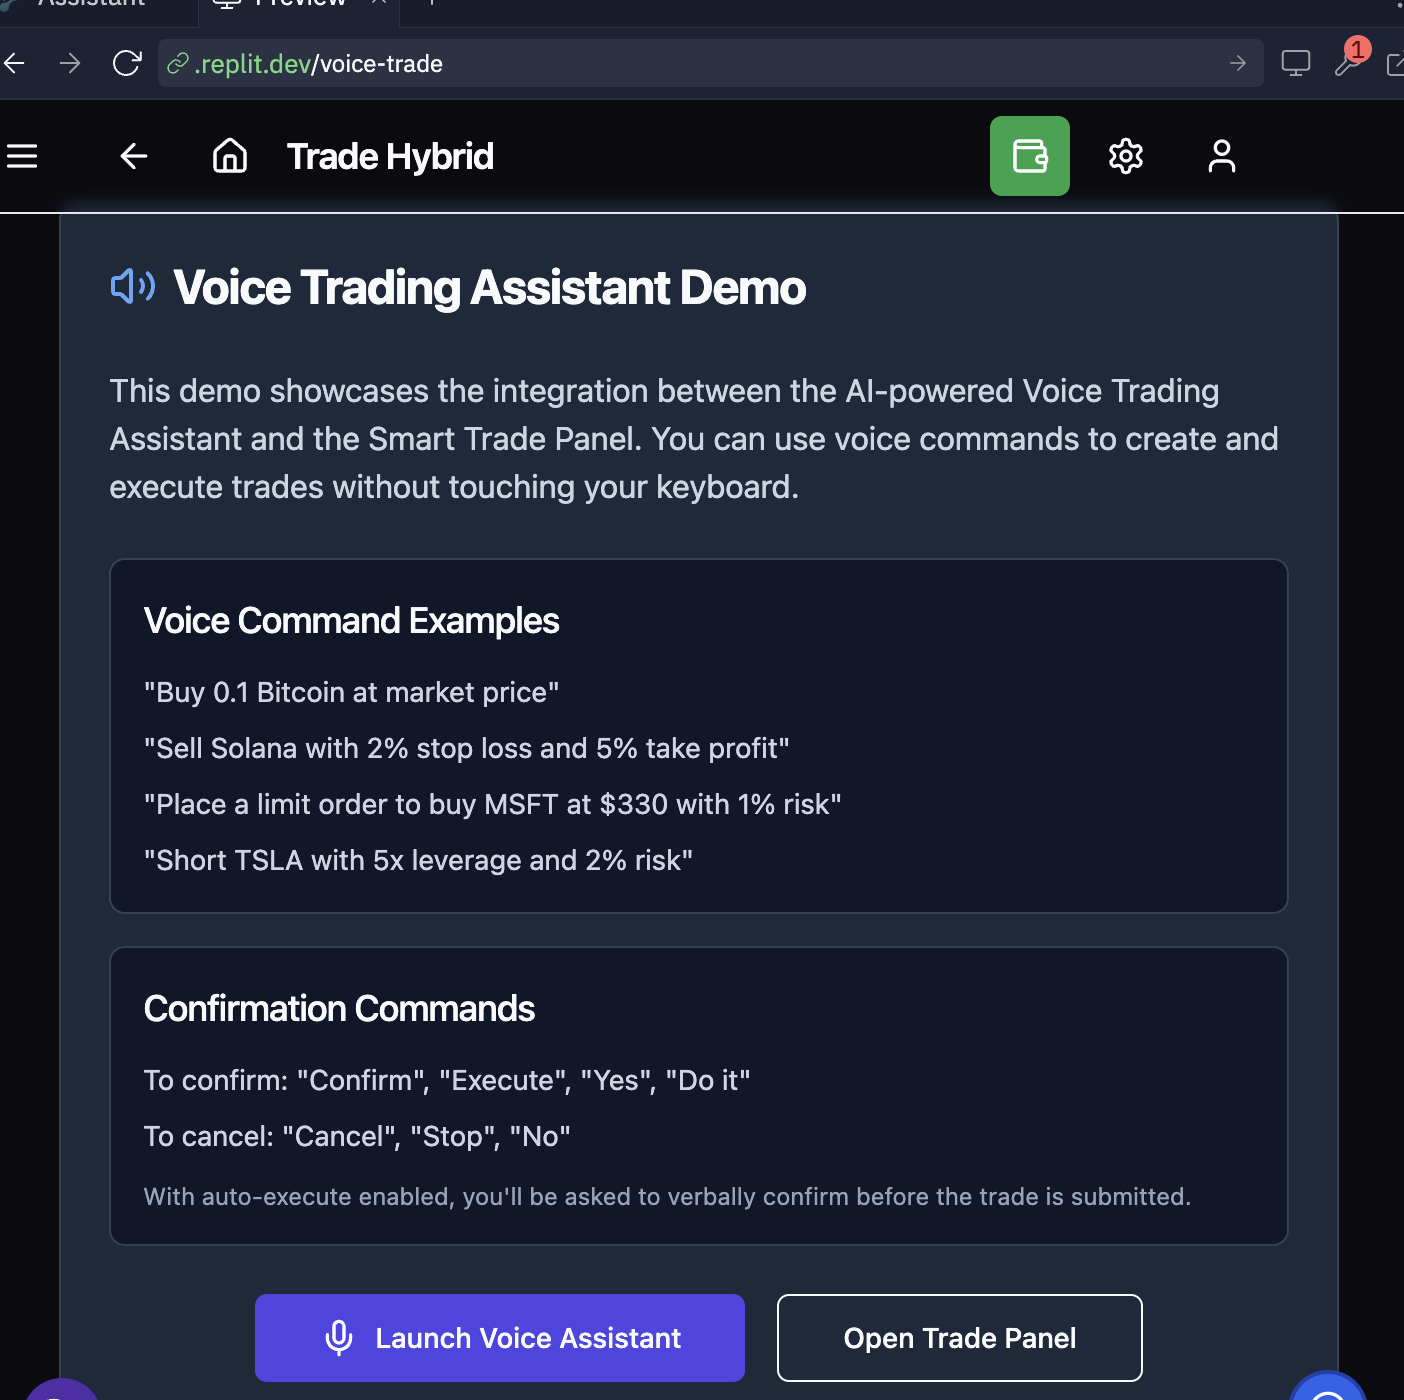 Assistant
Preview
.replit.dev/voice-trade
1
Trade Hybrid
Voice Trading Assistant Demo
This demo showcases the integration between the AI-powered Voice Trading
Assistant and the Smart Trade Panel. You can use voice commands to create and
execute trades without touching your keyboard.
Voice Command Examples
"Buy 0.1 Bitcoin at market price"
"Sell Solana with 2% stop loss and 5% take profit"
"Place a limit order to buy MSFT at $330 with 1% risk"
"Short TSLA with 5x leverage and 2% risk"
Confirmation Commands
To confirm: "Confirm", "Execute", "Yes", "Do it"
To cancel: "Cancel", "Stop", "No"
With auto-execute enabled, you'll be asked to verbally confirm before the trade is submitted.
Launch Voice Assistant
Open Trade Panel